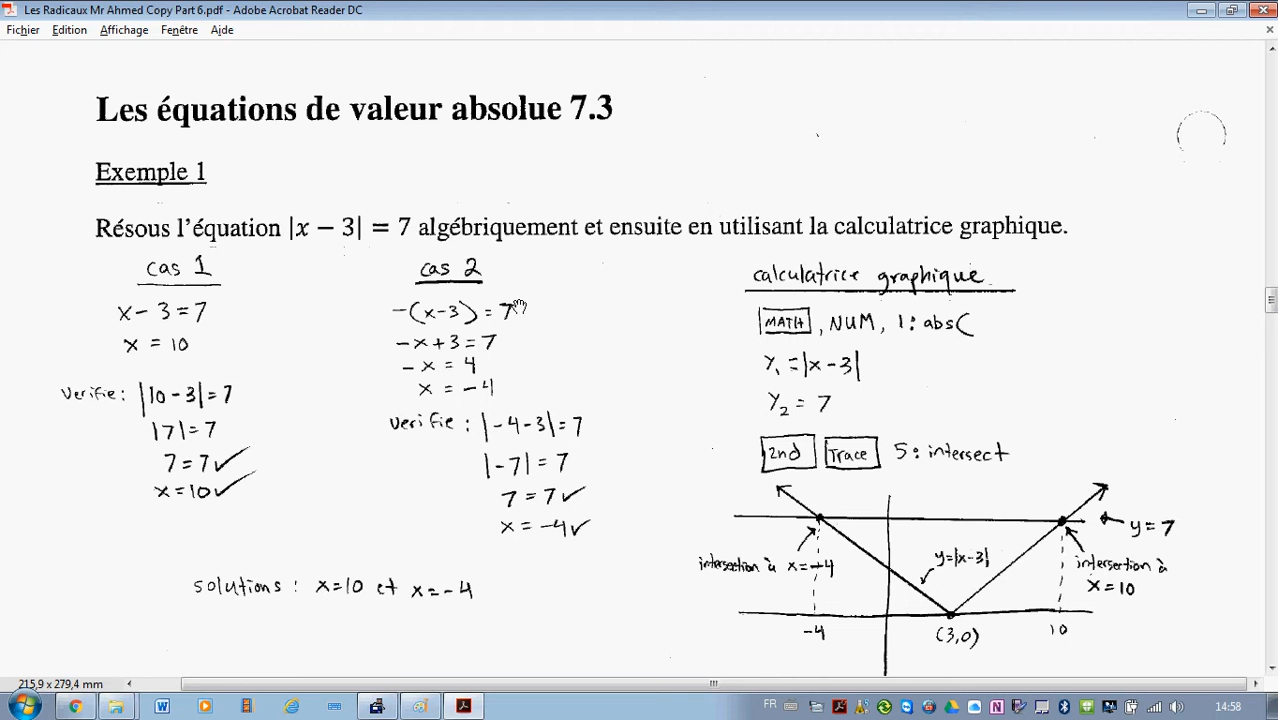 Les Radicaux Mr Ahmed Copy Part 6.pdf - Adobe Acrobat Reader DC
Fichier Edition Affichage Fenêtre Aide
Les équations de valeur absolue 7.3
Exemple 1
Résous l'équation |x − 3| = 7 algébriquement et ensuite en utilisant la calculatrice graphique.
cas 1
x - 3 = 7
x = 10
verifie: |10-3| = 7
|7| = 7
7 = 7 ✓
x = 10 ✓
cas 2
-(x-3) = 7
-x + 3 = 7
-x = 4
x = -4
verifie : |-4-3| = 7
|-7| = 7
7 = 7 ✓
x = -4 ✓
solutions : x=10 et x=-4
calculatrice graphique
MATH , NUM, 1: abs(
Y₁ = |x-3|
Y₂ = 7
2nd Trace 5: intersect
y = 7
intersection à x = -4
y=|x-3|
intersection à
x = 10
-4
(3,0)
10
215,9 x 279,4 mm
FR
14:58